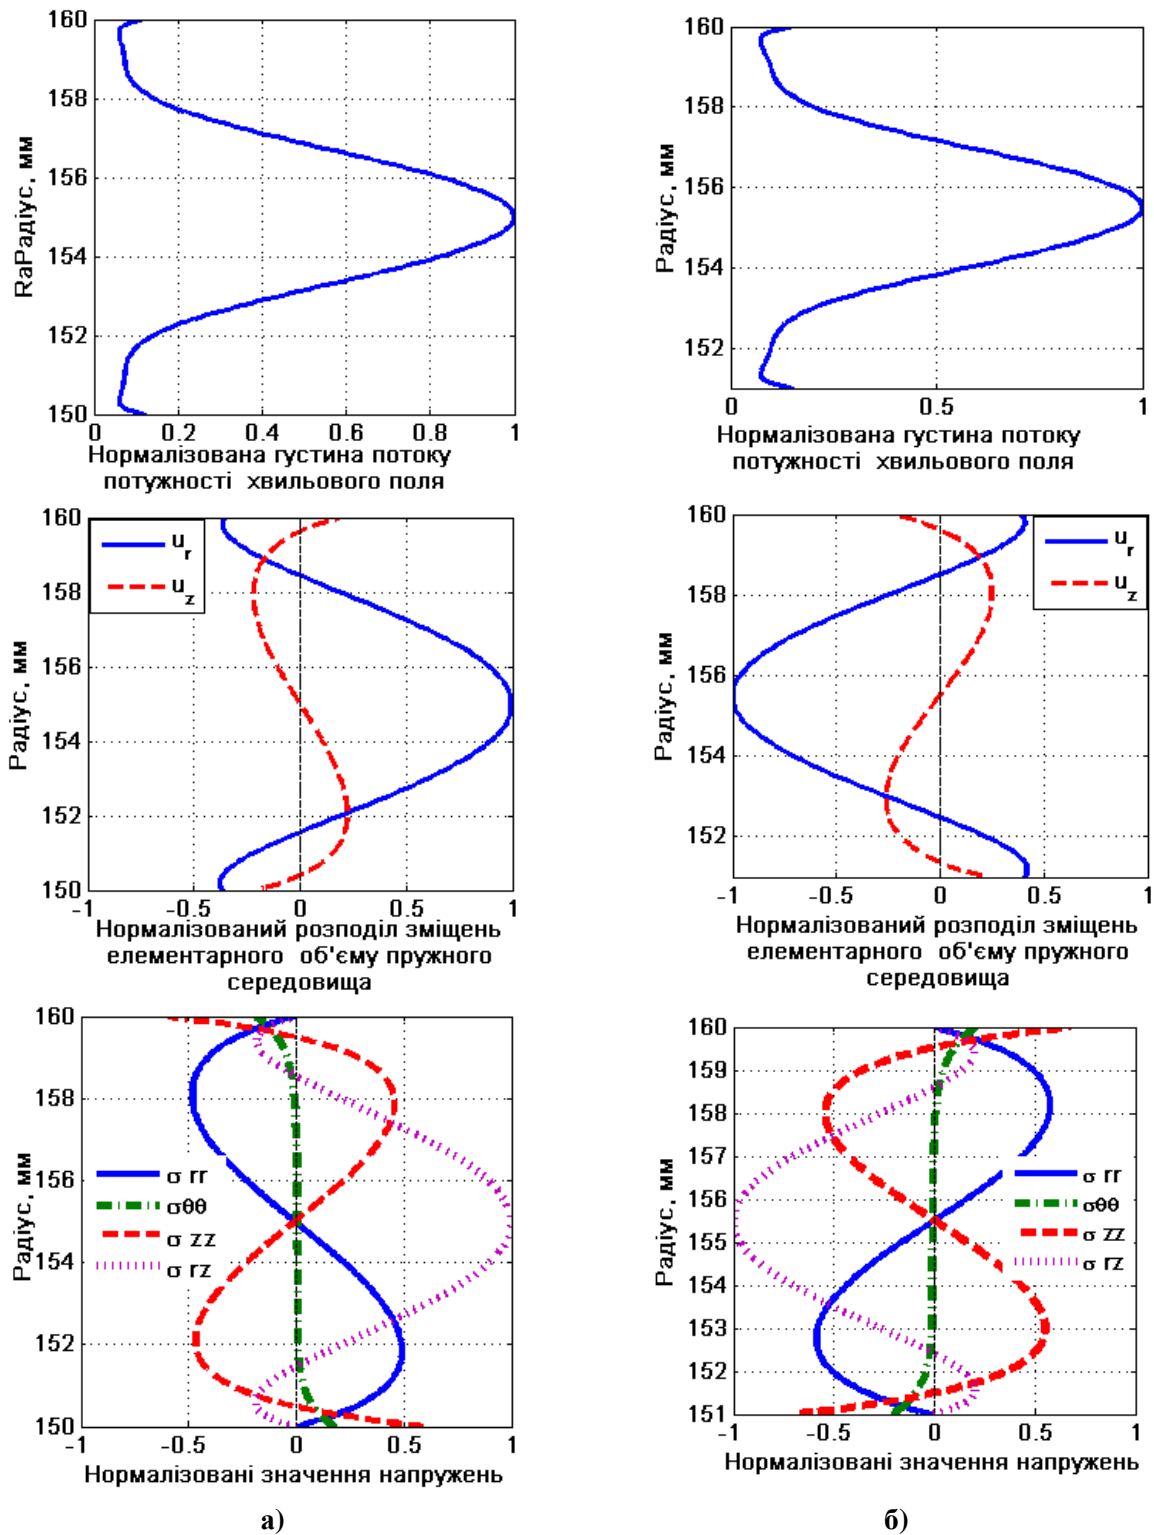 160
158
156
154
152
150
RaРадіус, мм
0 0.2 0.4 0.6 0.8 1
Нормалізована густина потоку
потужності хвильового поля
160
158
156
154
152
Радіус, мм
0 0.5 1
Нормалізована густина потоку
потужності хвильового поля
160
158
156
154
152
150
Радіус, мм
u r
u z
-1 -0.5 0 0.5 1
Нормалізований розподіл зміщень
елементарного об'єму пружного
середовища
160
158
156
154
152
Радіус, мм
u r
u z
-1 -0.5 0 0.5 1
Нормалізований розподіл зміщень
елементарного об'єму пружного
середовища
160
158
156
154
152
150
Радіус, мм
σ rr
σθθ
σ zz
σ rz
-1 -0.5 0 0.5 1
Нормалізовані значення напружень
160
159
158
157
156
155
154
153
152
151
Радіус, мм
σ rr
σθθ
σ zz
σ rz
-1 -0.5 0 0.5 1
Нормалізовані значення напружень
а)
б)